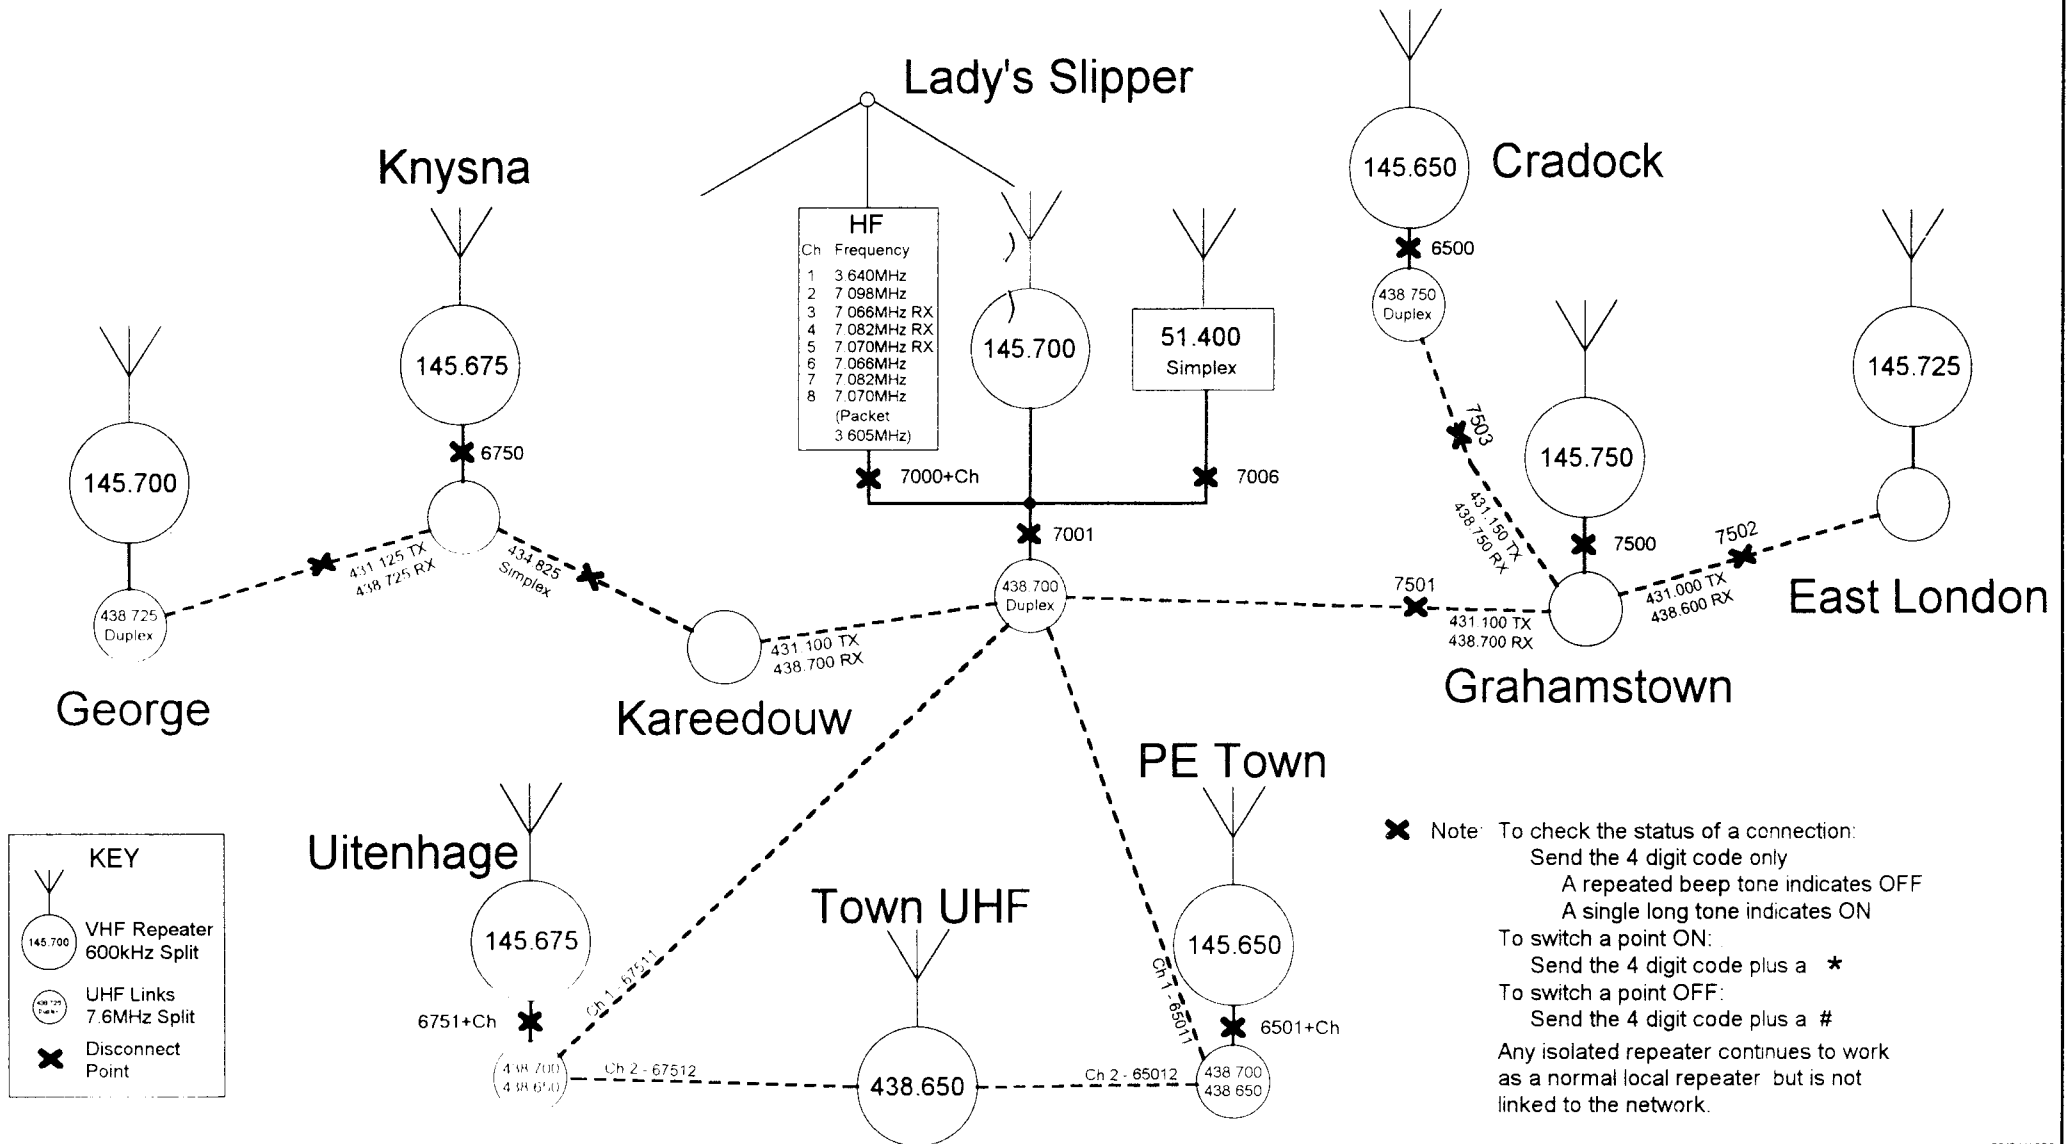 Lady's Slipper
Knysna
Cradock
145.650
6500
438 750
Duplex
HF
Ch Frequency
1 3 640MHz
2 7 098MHz
3 7 066MHz RX
4 7.082MHz RX
5 7.070MHz RX
6 7.066MHz
7 7.082MHz
8 7.070MHz
(Packet
3 605MHz)
145.700
51.400
Simplex
145.675
6750
145.700
438 725
Duplex
George
431 125 TX
438 725 RX
434 825
Simplex
Kareedouw
431.100 TX
438.700 RX
7000+Ch
7006
7001
438.700
Duplex
7503
431.150 TX
438.750 RX
145.750
7500
7501
431.100 TX
438.700 RX
Grahamstown
7502
431.000 TX
438.600 RX
145.725
East London
KEY
145.700
VHF Repeater
600kHz Split
UHF Links
7.6MHz Split
Disconnect
Point
Uitenhage
145.675
6751+Ch
438 700
438 650
Ch 1 - 67511
Ch 2 - 67512
Town UHF
438.650
PE Town
145.650
6501+Ch
438 700
438 650
Ch 1 - 65011
Ch 2 - 65012
Note: To check the status of a connection:
Send the 4 digit code only
A repeated beep tone indicates OFF
A single long tone indicates ON
To switch a point ON:
Send the 4 digit code plus a *
To switch a point OFF:
Send the 4 digit code plus a #
Any isolated repeater continues to work
as a normal local repeater but is not
linked to the network.